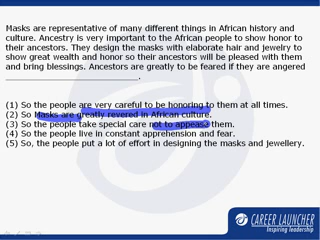 Masks are representative of many different things in African history and
culture. Ancestry is very important to the African people to show honor to
their ancestors. They design the masks with elaborate hair and jewelry to
show great wealth and honor so their ancestors will be pleased with them
and bring blessings. Ancestors are greatly to be feared if they are angered
______________________________.
(1) So the people are very careful to be honoring to them at all times.
(2) So Masks are greatly revered in African culture.
(3) So the people take special care not to appease them.
(4) So the people live in constant apprehension and fear.
(5) So, the people put a lot of effort in designing the masks and jewellery.
CAREER LAUNCHER
Inspiring leadership